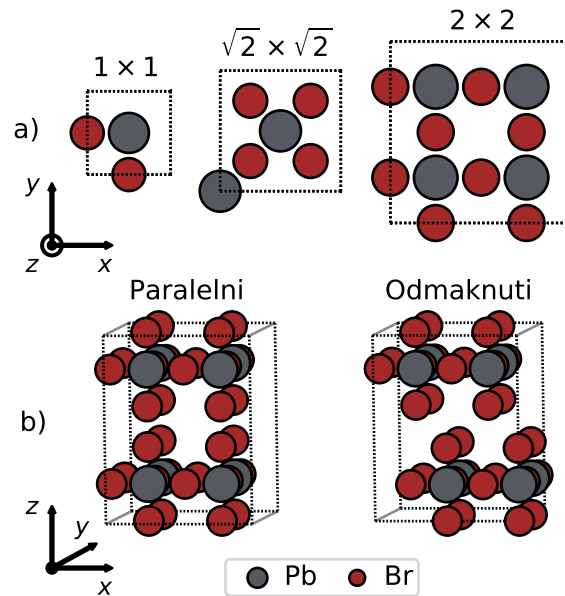 1 × 1
√2 × √2
2 × 2
a)
y
z
x
Paralelni
Odmaknuti
b)
z
y
x
Pb
Br